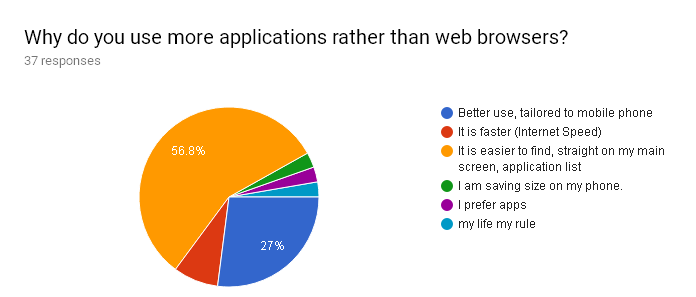 Why do you use more applications rather than web browsers?
37 responses
Better use, tailored to mobile phone
It is faster (Internet Speed)
It is easier to find, straight on my main
screen, application list
I am saving size on my phone.
I prefer apps
my life my rule
56.8%
27%